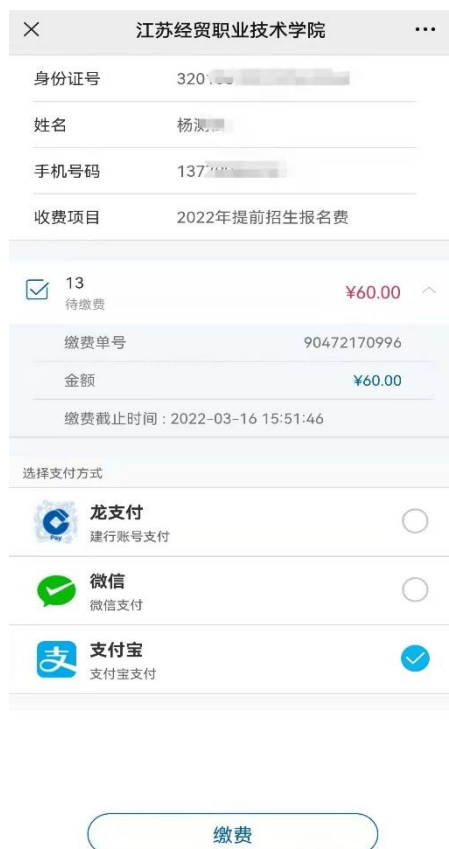 江苏经贸职业技术学院
身份证号 320
姓名 杨
手机号码 137
收费项目 2022年提前招生报名费
13 ¥60.00
待缴费
缴费单号 90472170996
金额 ¥60.00
缴费截止时间 : 2022-03-16 15:51:46
选择支付方式
龙支付
Pay
建行账号支付
微信
微信支付
支 支付宝
支付宝支付
缴费